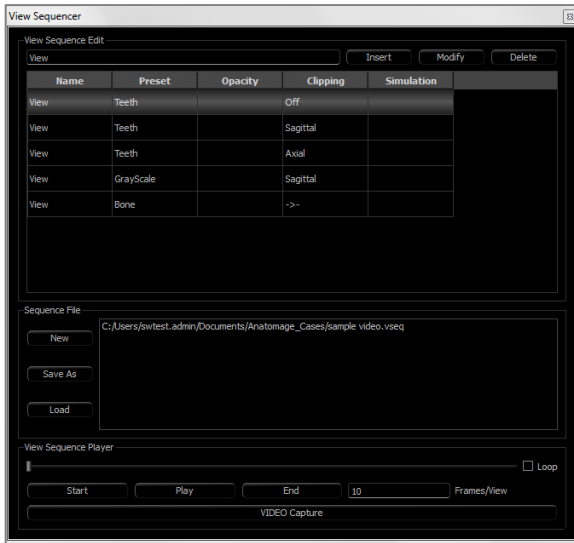 View Sequencer
View Sequence Edit
View Insert Modify Delete
Name Preset Opacity Clipping Simulation
View Teeth Off
View Teeth Sagittal
View Teeth Axial
View GrayScale Sagittal
View Bone ->-
Sequence File
C:/Users/swtest.admin/Documents/Anatomage_Cases/sample video.vseq
New
Save As
Load
View Sequence Player
Loop
Start Play End 10 Frames/View
VIDEO Capture